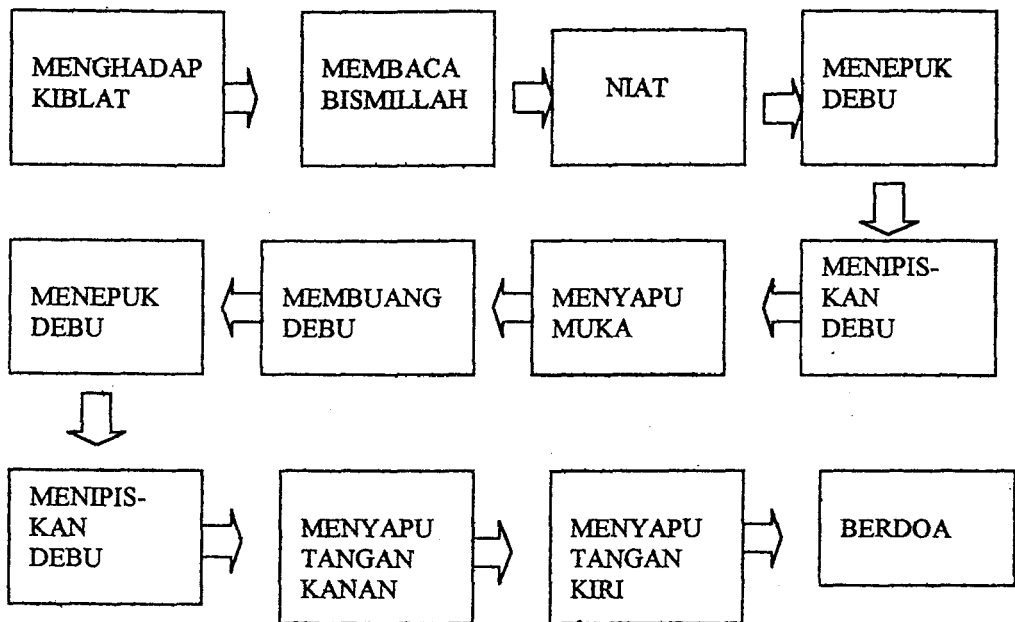 MENGHADAP
KIBLAT
MEMBACA
BISMILLAH
NIAT
MENEPUK
DEBU
MENIPIS-
KAN
DEBU
MENYAPU
MUKA
MEMBUANG
DEBU
MENEPUK
DEBU
MENIPIS-
KAN
DEBU
MENYAPU
TANGAN
KANAN
MENYAPU
TANGAN
KIRI
BERDOA